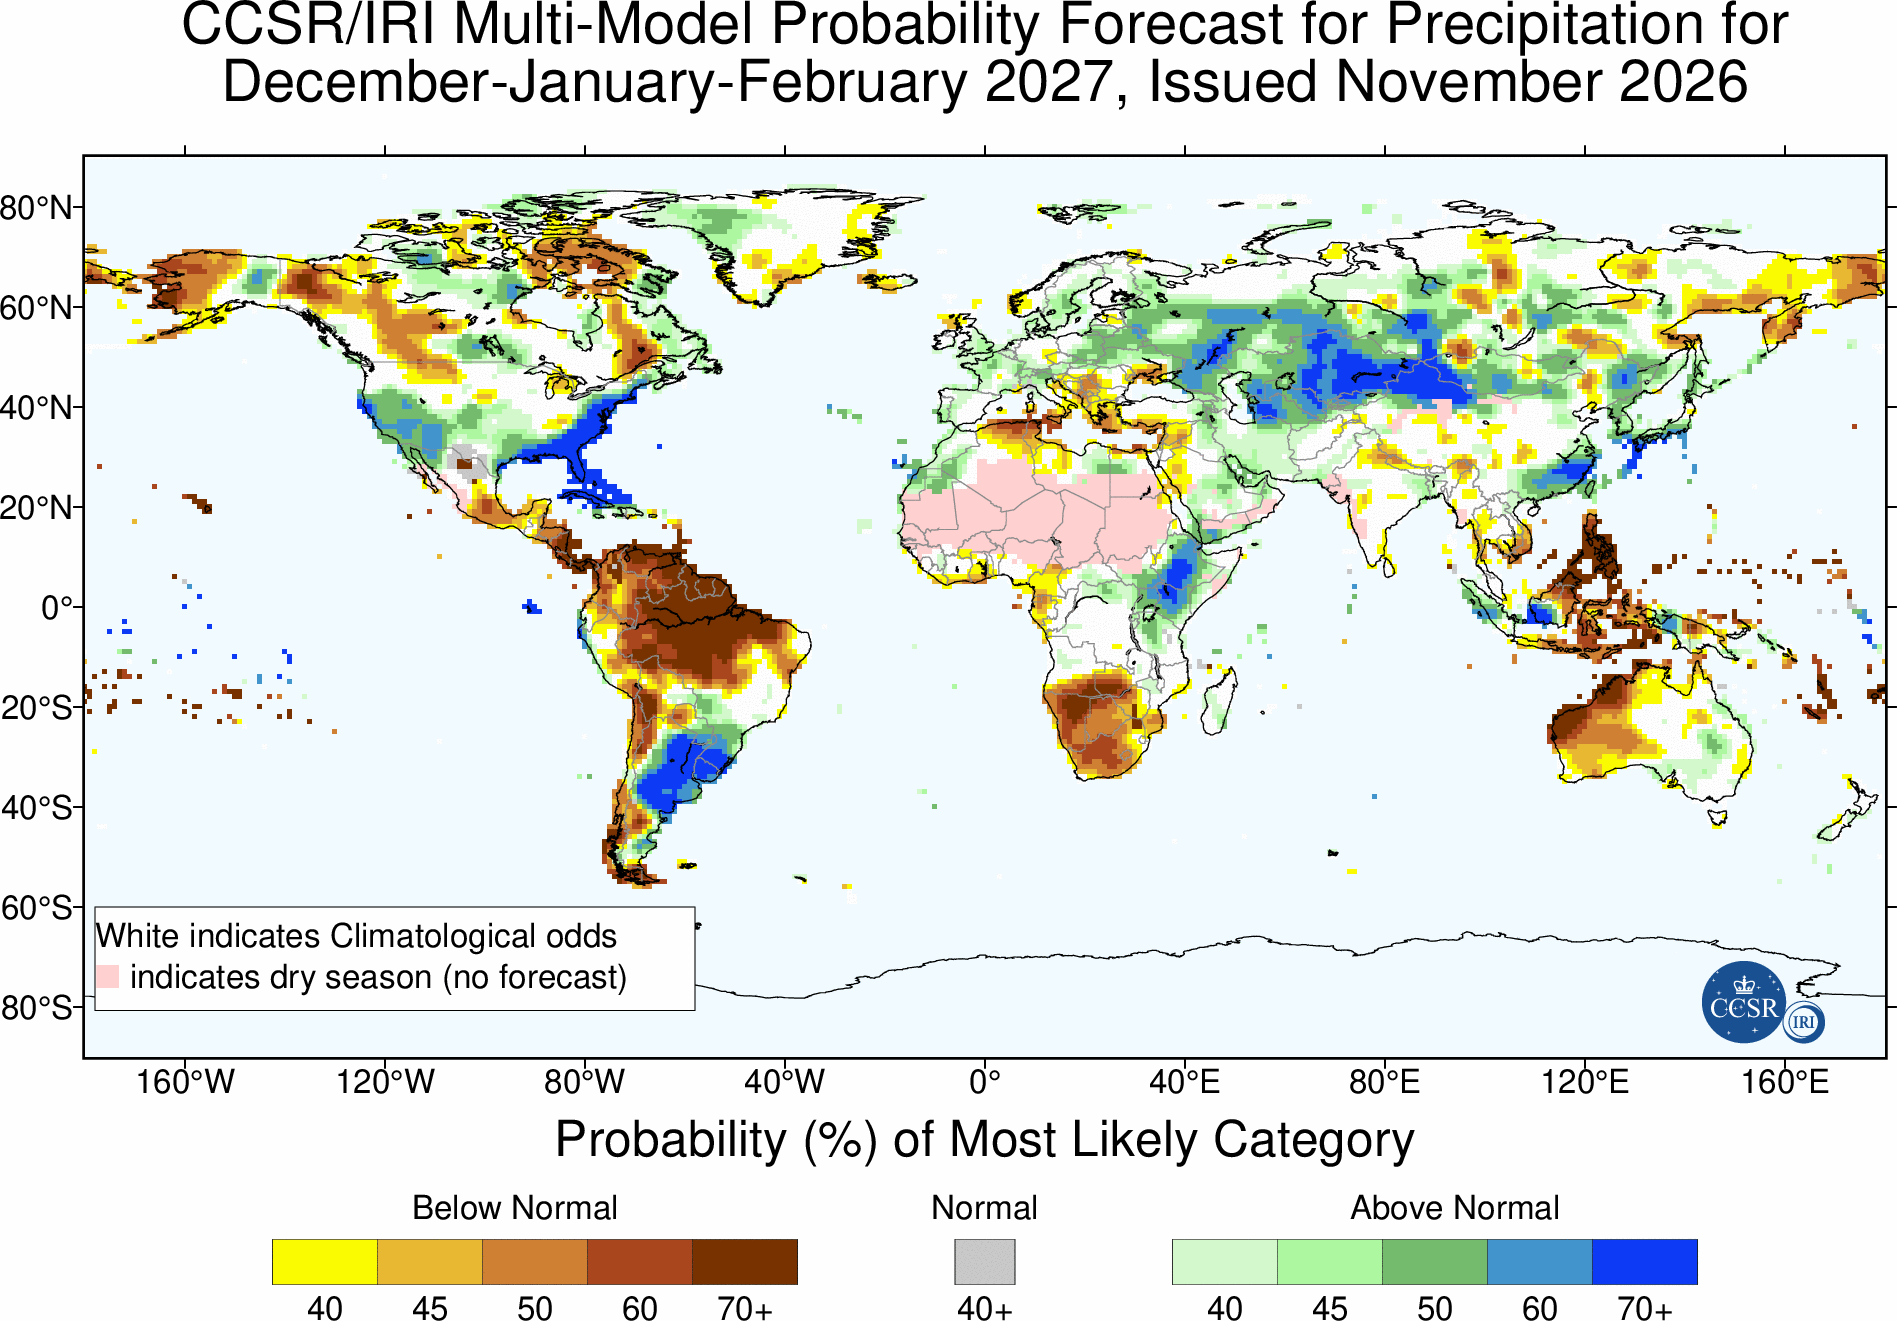 CCSR/IRI Multi-Model Probability Forecast for Precipitation for
December-January-February 2027, Issued November 2026
80°N
60°N
40°N
20°N
0°
20°S
40°S
60°S
80°S
White indicates Climatological odds
indicates dry season (no forecast)
CCSR
IRI
160°W 120°W 80°W 40°W 0° 40°E 80°E 120°E 160°E
Probability (%) of Most Likely Category
Below Normal Normal Above Normal
40 45 50 60 70+ 40+ 40 45 50 60 70+